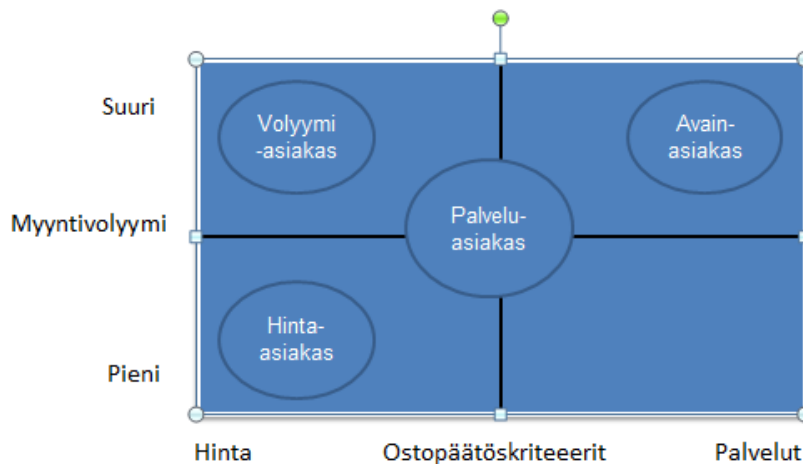 Suuri
Volyymi
-asiakas
Avain-
asiakas
Myyntivolyymi
Palvelu-
asiakas
Hinta-
asiakas
Pieni
Hinta
Ostopäätöskriteeerit
Palvelut